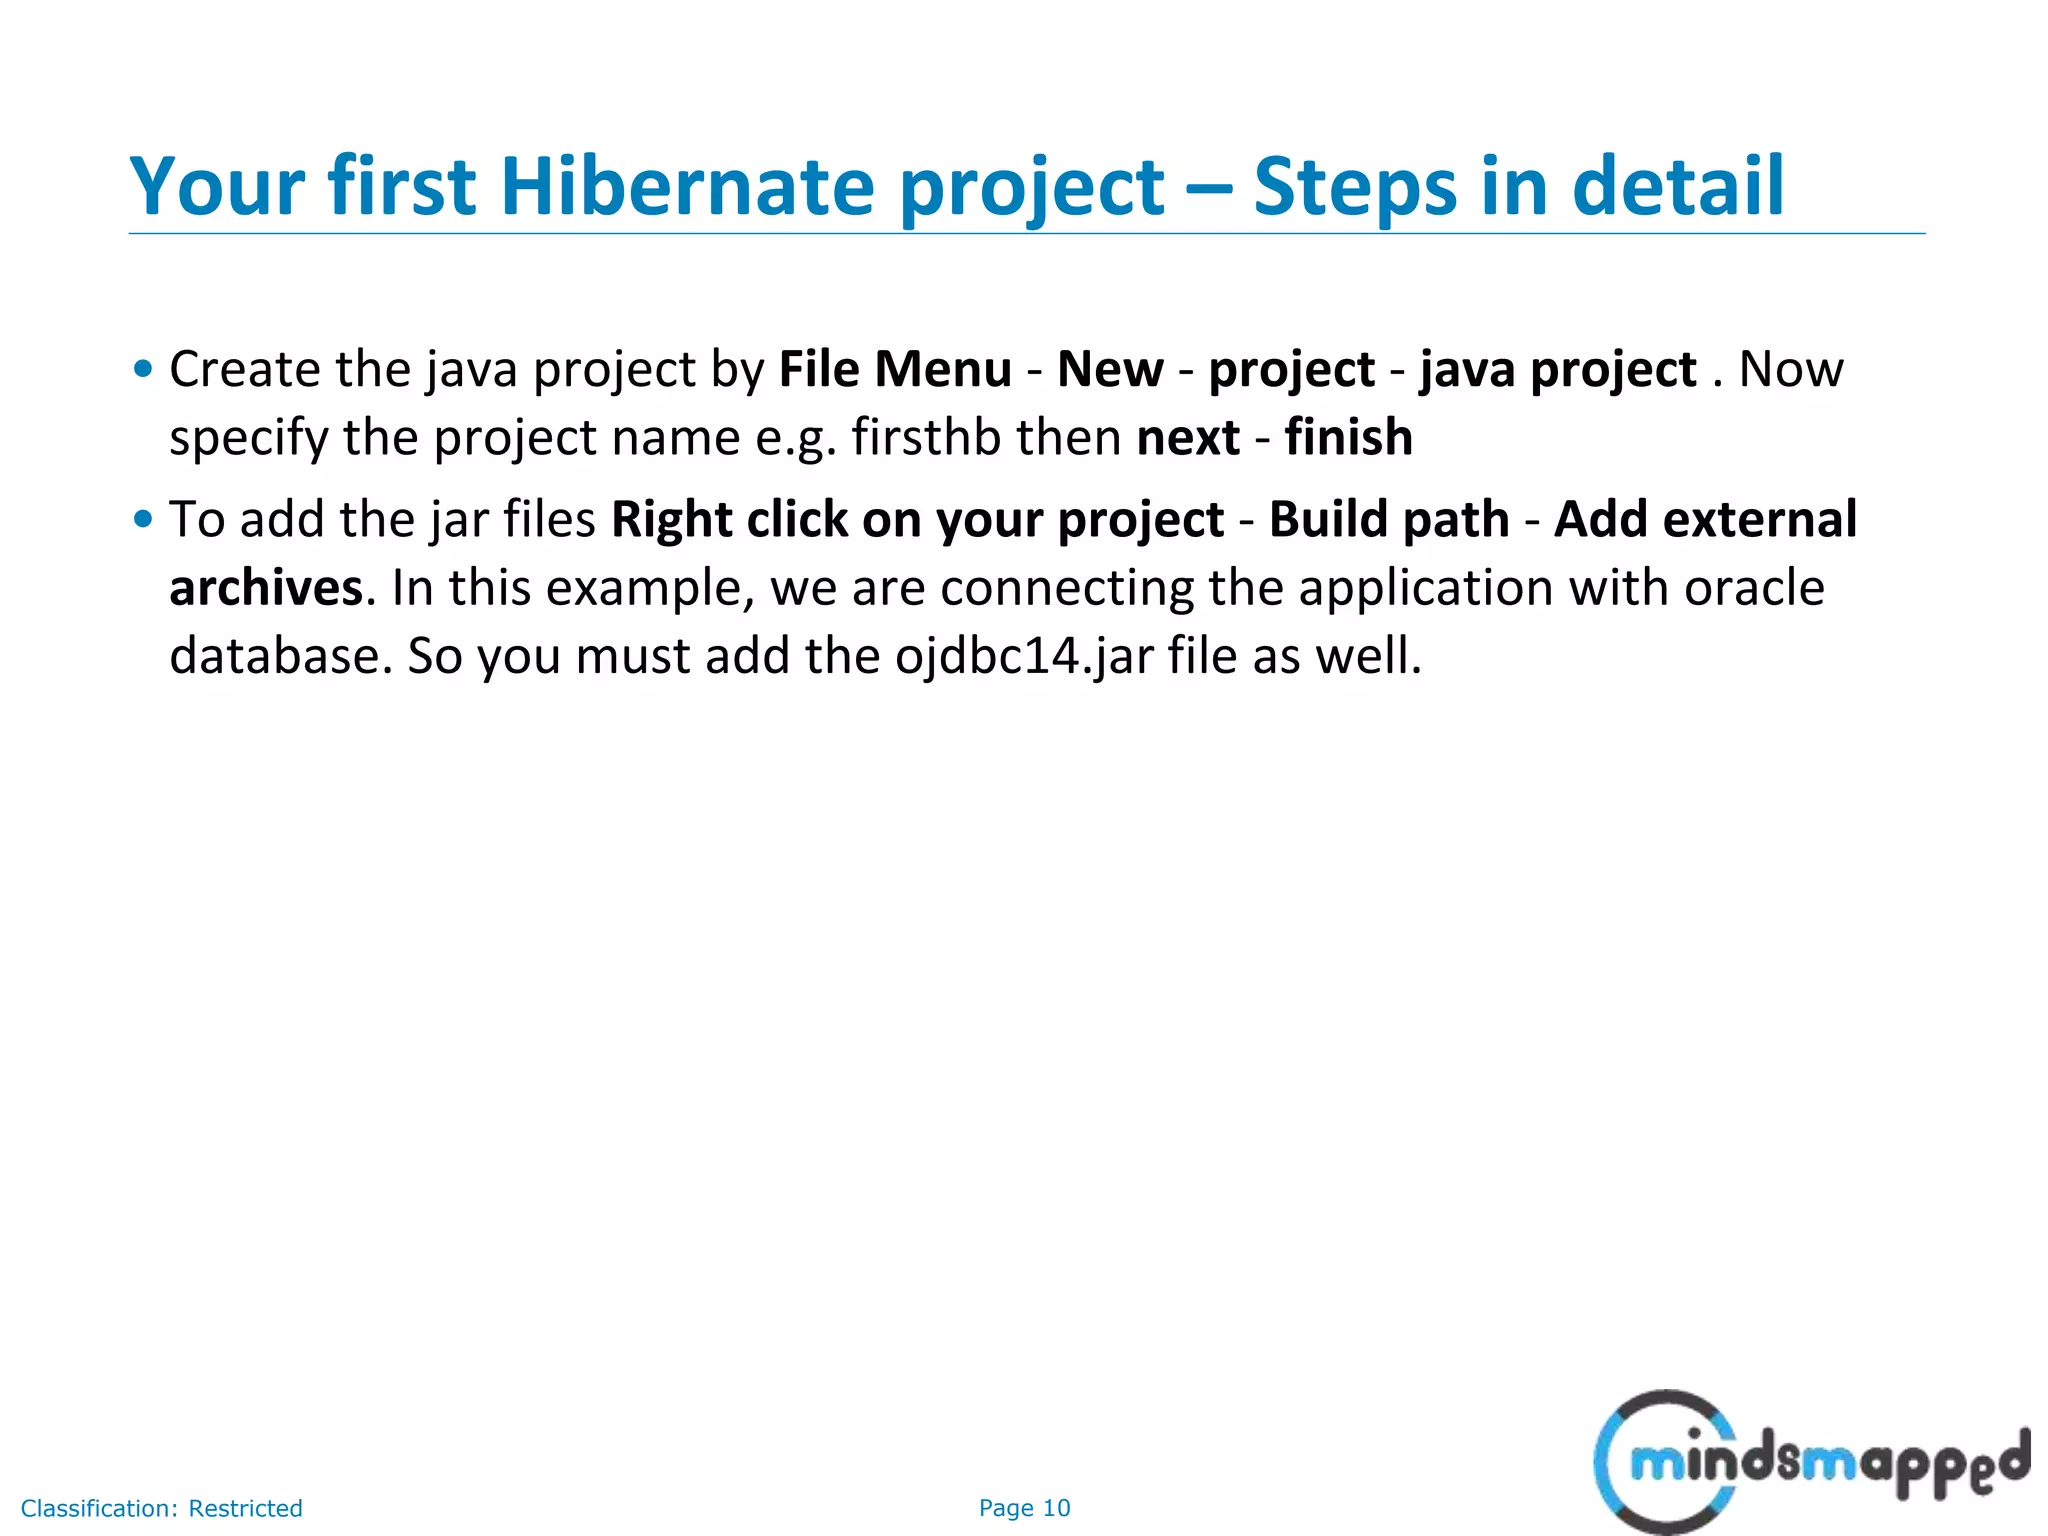 Your first Hibernate project – Steps in detail
• Create the java project by File Menu - New - project - java project . Now
specify the project name e.g. firsthb then next - finish
• To add the jar files Right click on your project - Build path - Add external
archives. In this example, we are connecting the application with oracle
database. So you must add the ojdbc14.jar file as well.
mindsmapped
Classification: Restricted
Page 10